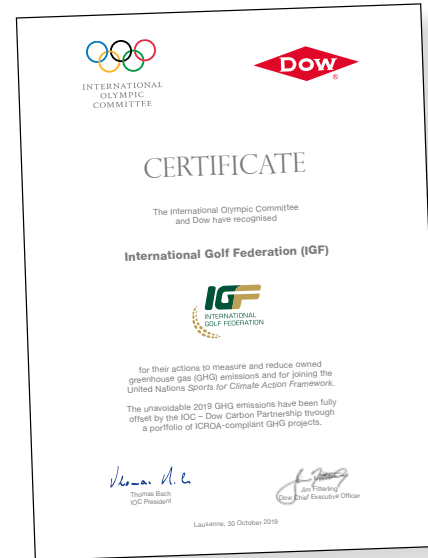 INTERNATIONAL
OLYMPIC
COMMITTEE
DOW
®
CERTIFICATE
The International Olympic Committee
and Dow have recognised
International Golf Federation (IGF)
IGF
INTERNATIONAL
GOLF FEDERATION
for their actions to measure and reduce owned
greenhouse gas (GHG) emissions and for joining the
United Nations Sports for Climate Action Framework.
The unavoidable 2019 GHG emissions have been fully
offset by the IOC – Dow Carbon Partnership through
a portfolio of ICROA-compliant GHG projects.
Thomas Bach
IOC President
Jim Fitterling
Dow Chief Executive Officer
Lausanne, 30 October 2019